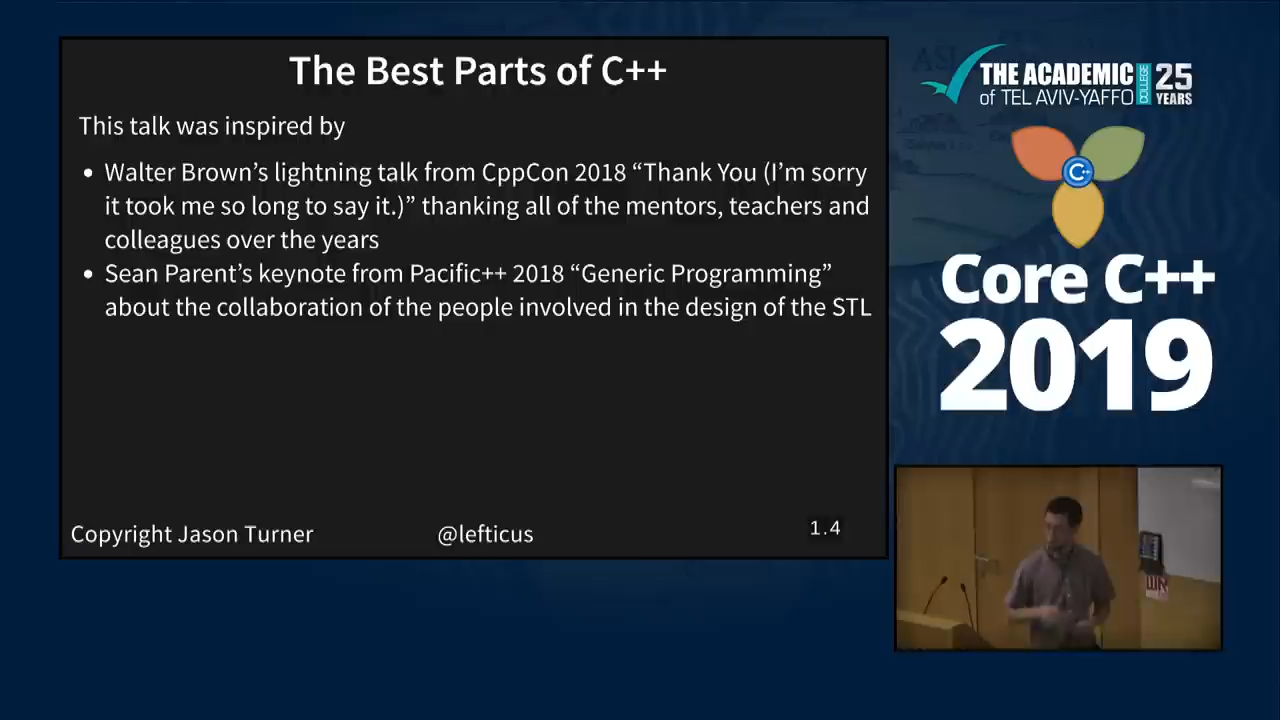 The Best Parts of C++
This talk was inspired by
• Walter Brown’s lightning talk from CppCon 2018 “Thank You (I’m sorry
it took me so long to say it.)” thanking all of the mentors, teachers and
colleagues over the years
• Sean Parent’s keynote from Pacific++ 2018 “Generic Programming”
about the collaboration of the people involved in the design of the STL
Copyright Jason Turner
@lefticus
1.4
THE ACADEMIC
of TEL AVIV-YAFFO
COLLEGE
25
YEARS
C++
Core C++
2019